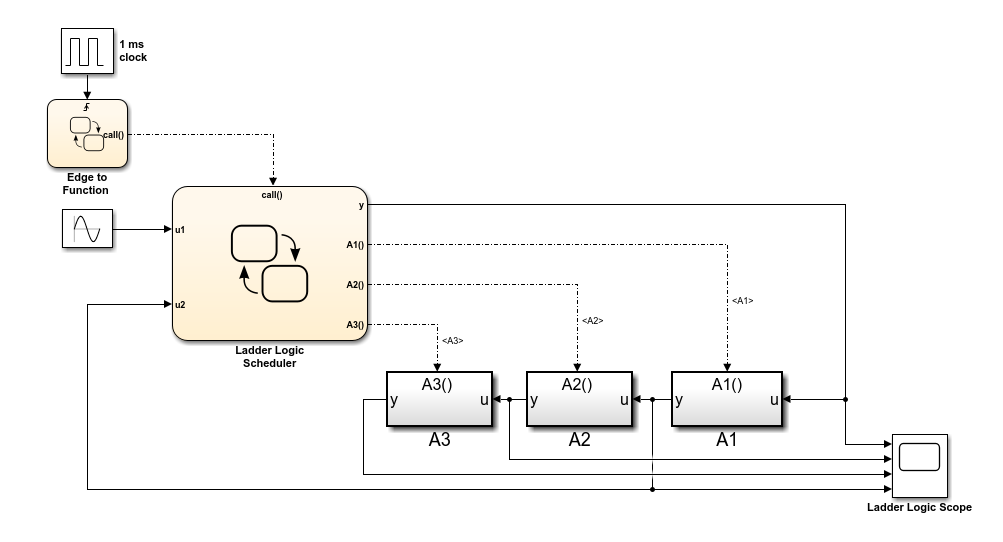 1 ms
clock
call()
Edge to
Function
call()
u1
u2
y
A1()
A2()
A3()
Ladder Logic
Scheduler
<A1>
<A2>
<A3>
A3()
y
u
A3
A2()
y
u
A2
A1()
y
u
A1
Ladder Logic Scope